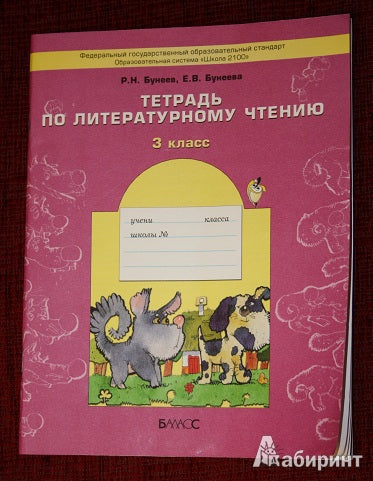 Федеральный государственный образовательный стандарт
Образовательная система «Школа 2100»
Р.Н. Бунеев, Е.В. Бунеева
ТЕТРАДЬ
ПО ЛИТЕРАТУРНОМУ ЧТЕНИЮ
3 класс
учени класса
школы №
БАЛАСС
Лабиринт